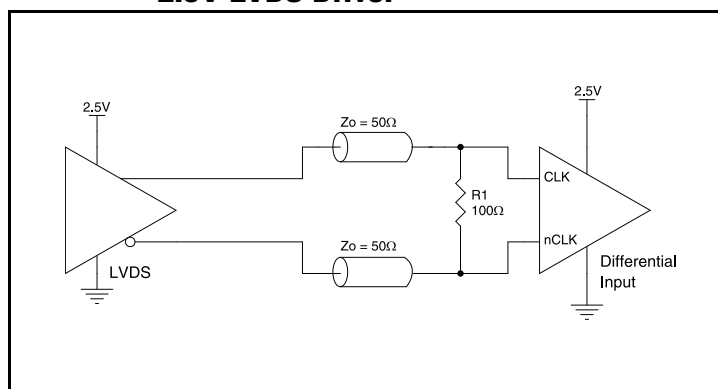 2.5V LVDS Driver
2.5V
2.5V
Zo = 50Ω
CLK
R1
100Ω
nCLK
Zo = 50Ω
LVDS
Differential
Input